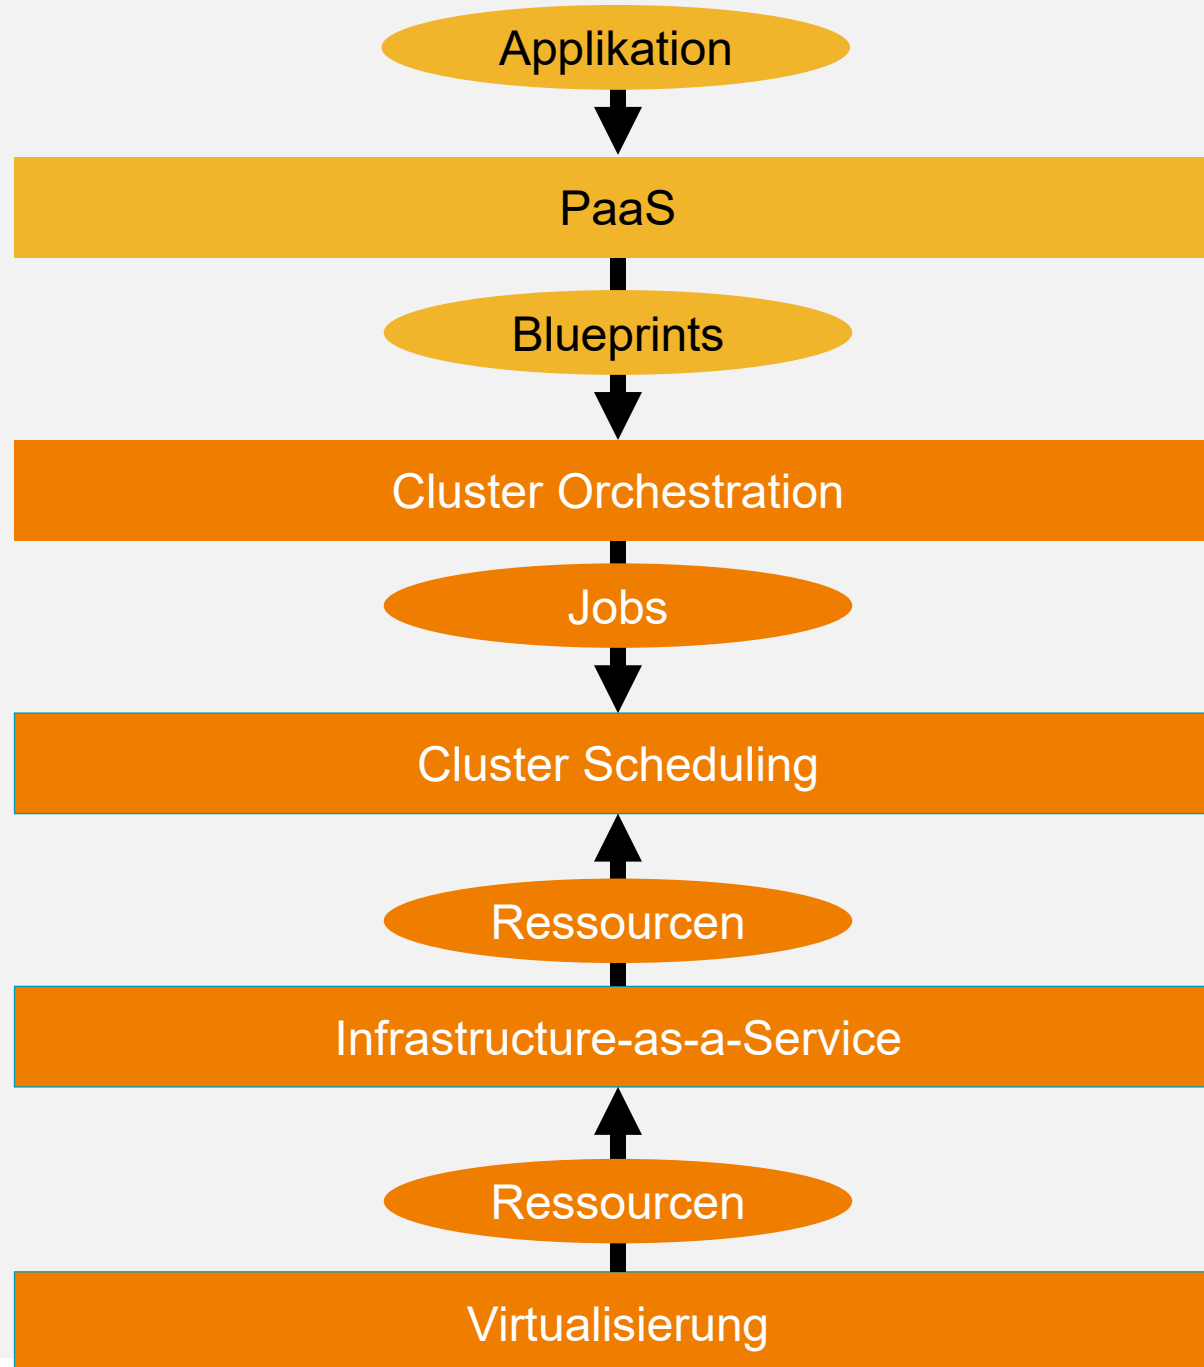 Applikation
PaaS
Blueprints
Cluster Orchestration
Jobs
Cluster Scheduling
Ressourcen
Infrastructure-as-a-Service
Ressourcen
Virtualisierung